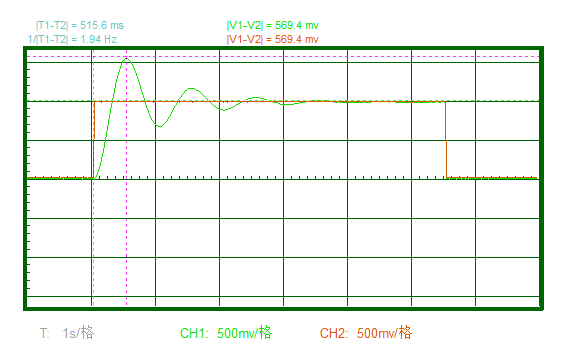 |T1-T2| = 515.6 ms |V1-V2| = 569.4 mv
1/|T1-T2| = 1.94 Hz |V1-V2| = 569.4 mv
T: 1s/格 CH1: 500mv/格 CH2: 500mv/格